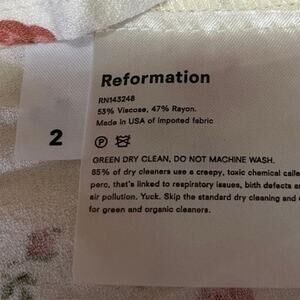 Reformation
RN143248
53% Viscose, 47% Rayon.
Made in USA of imported fabric
2
P
GREEN DRY CLEAN, DO NOT MACHINE WASH.
85% of dry cleaners use a creepy, toxic chemical calle
perc, that's linked to respiratory issues, birth defects a
air pollution. Yuck. Skip the standard dry cleaning and
for green and organic cleaners.